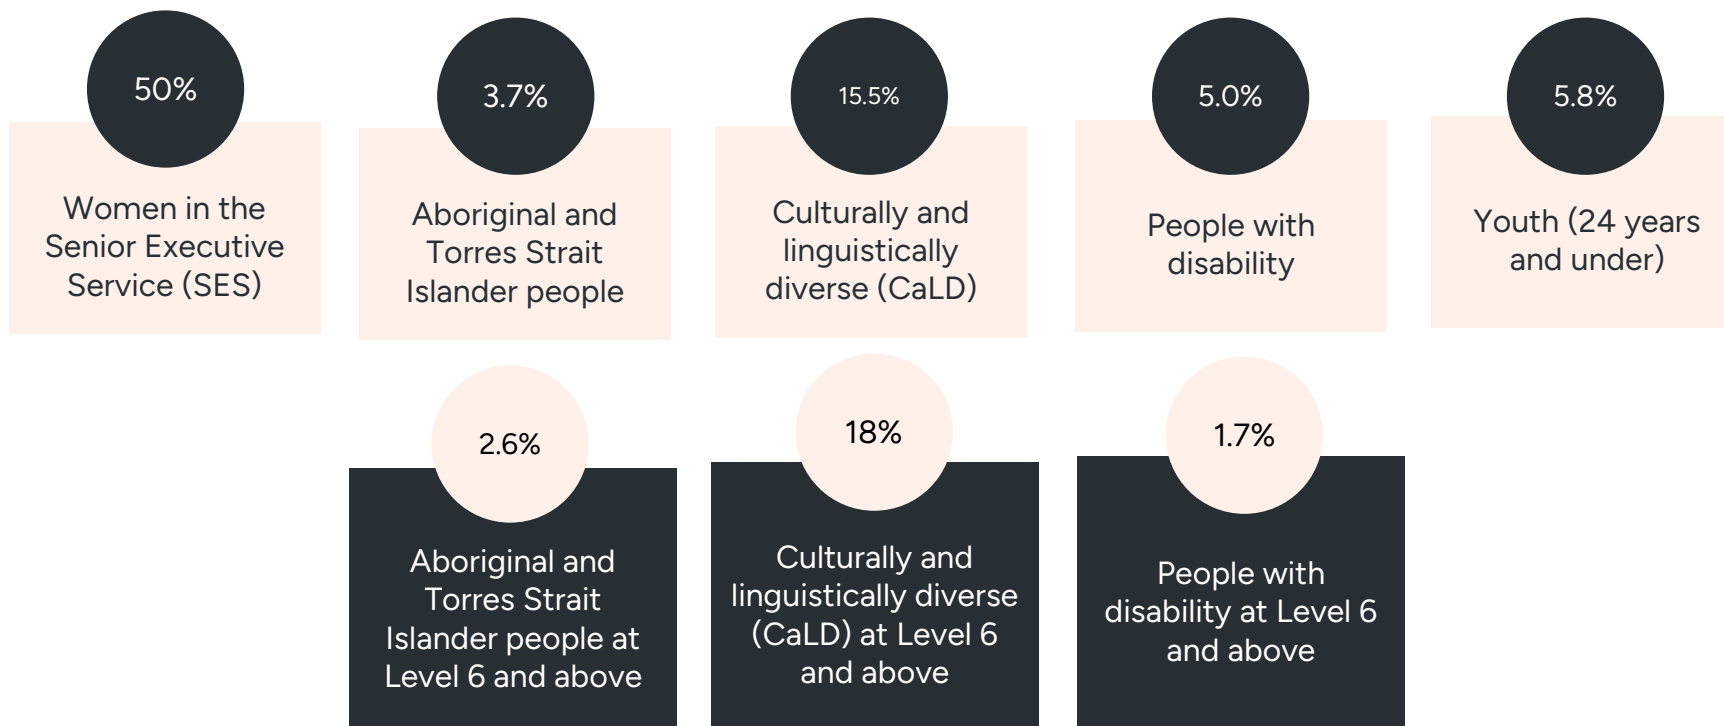 50%
Women in the
Senior Executive
Service (SES)
3.7%
Aboriginal and
Torres Strait
Islander people
15.5%
Culturally and
linguistically
diverse (CaLD)
5.0%
People with
disability
5.8%
Youth (24 years
and under)
2.6%
Aboriginal and
Torres Strait
Islander people at
Level 6 and above
18%
Culturally and
linguistically diverse
(CaLD) at Level 6
and above
1.7%
People with
disability at Level 6
and above